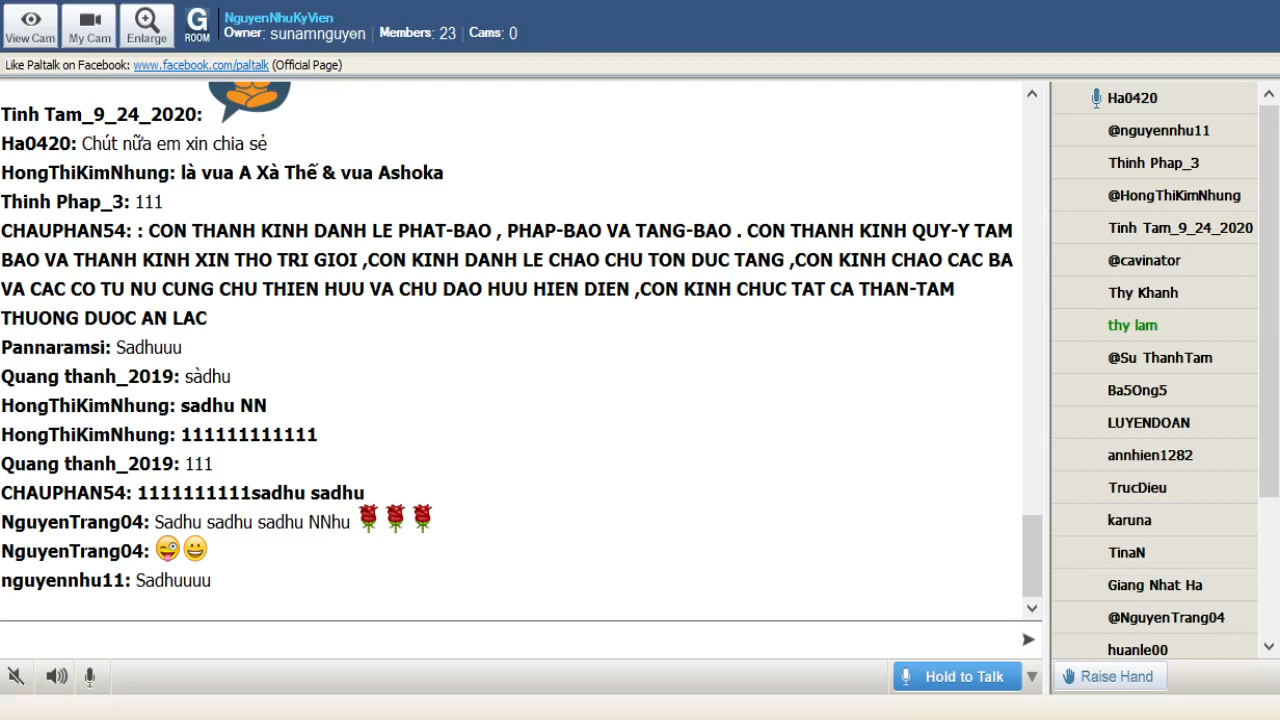 View Cam
My Cam
Enlarge
G
ROOM
NguyenNhuKyVien
Owner: sunamnguyen | Members: 23 | Cams: 0
Like Paltalk on Facebook: www.facebook.com/paltalk (Official Page)
Tinh Tam_9_24_2020:
Ha0420: Chút nữa em xin chia sẻ
HongThiKimNhung: là vua A Xà Thế & vua Ashoka
Thinh Phap_3: 111
CHAUPHAN54: : CON THANH KINH DANH LE PHAT-BAO , PHAP-BAO VA TANG-BAO . CON THANH KINH QUY-Y TAM
BAO VA THANH KINH XIN THO TRI GIOI ,CON KINH DANH LE CHAO CHU TON DUC TANG ,CON KINH CHAO CAC BA
VA CAC CO TU NU CUNG CHU THIEN HUU VA CHU DAO HUU HIEN DIEN ,CON KINH CHUC TAT CA THAN-TAM
THUONG DUOC AN LAC
Pannaramsi: Sadhuuu
Quang thanh_2019: sàdhu
HongThiKimNhung: sadhu NN
HongThiKimNhung: 111111111111
Quang thanh_2019: 111
CHAUPHAN54: 1111111111sadhu sadhu
NguyenTrang04: Sadhu sadhu sadhu NNhu
NguyenTrang04:
nguyennhu11: Sadhuuuu
Hold to Talk
Ha0420
@nguyennhu11
Thinh Phap_3
@HongThiKimNhung
Tinh Tam_9_24_2020
@cavinator
Thy Khanh
thy lam
@Su ThanhTam
Ba5Ong5
LUYENDOAN
annhien1282
TrucDieu
karuna
TinaN
Giang Nhat Ha
@NguyenTrang04
huanle00
Raise Hand